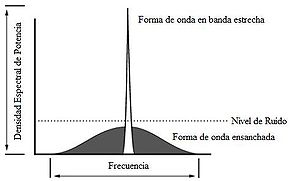 Forma de onda en banda estrecha
Densidad Espectral de Potencia
Nivel de Ruido
Forma de onda ensanchada
Frecuencia